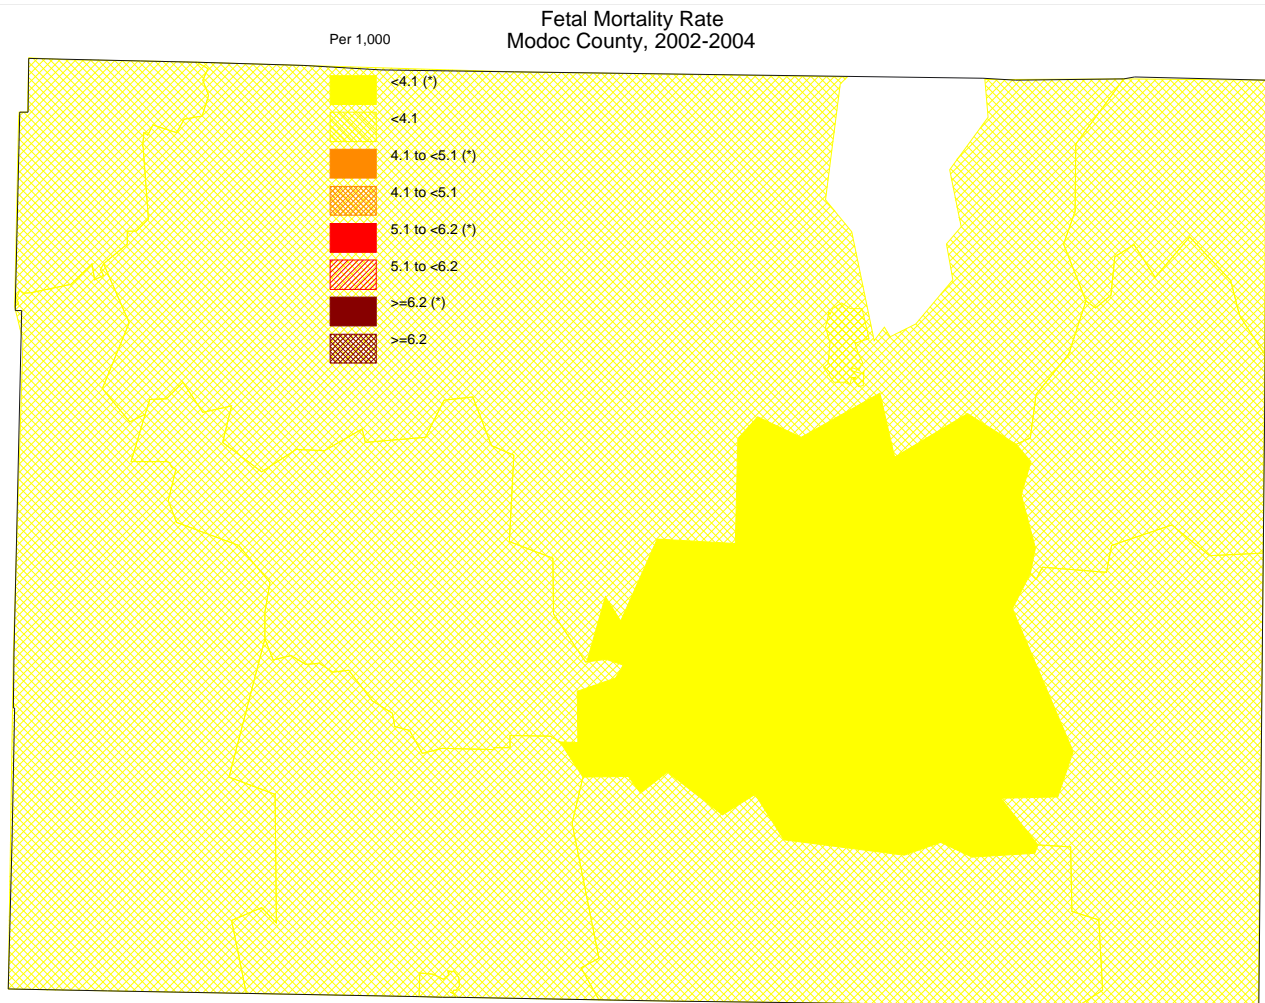 Fetal Mortality Rate
Modoc County, 2002-2004
Per 1,000
<4.1 (*)
<4.1
4.1 to <5.1 (*)
4.1 to <5.1
5.1 to <6.2 (*)
5.1 to <6.2
>=6.2 (*)
>=6.2